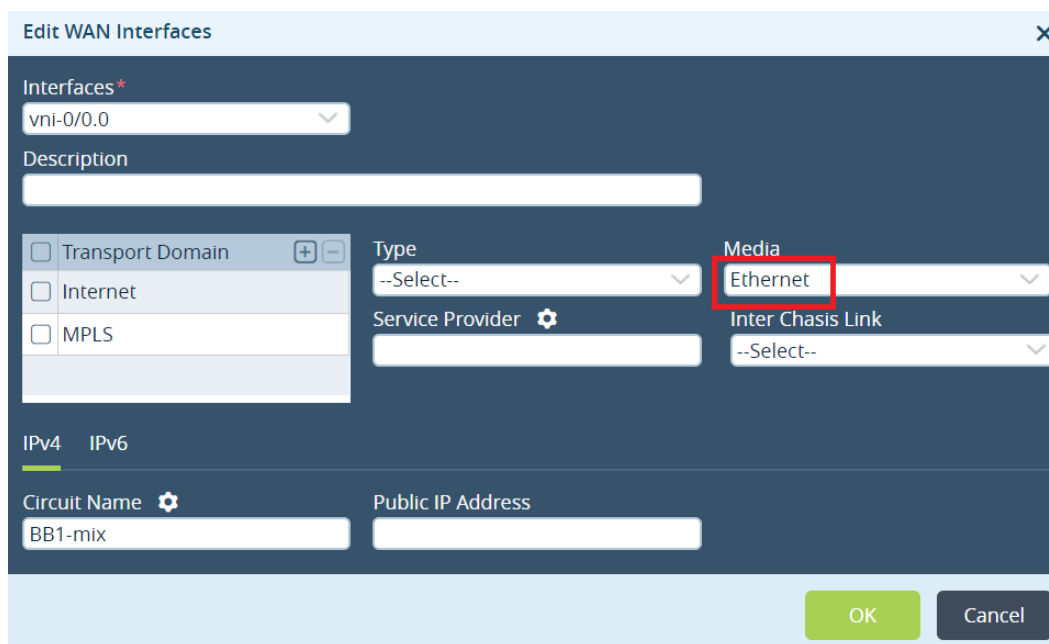 Edit WAN Interfaces
Interfaces*
vni-0/0.0
Description
Transport Domain
Internet
MPLS
Type
--Select--
Media
Ethernet
Service Provider
Inter Chasis Link
--Select--
IPv4 IPv6
Circuit Name
BB1-mix
Public IP Address
OK Cancel